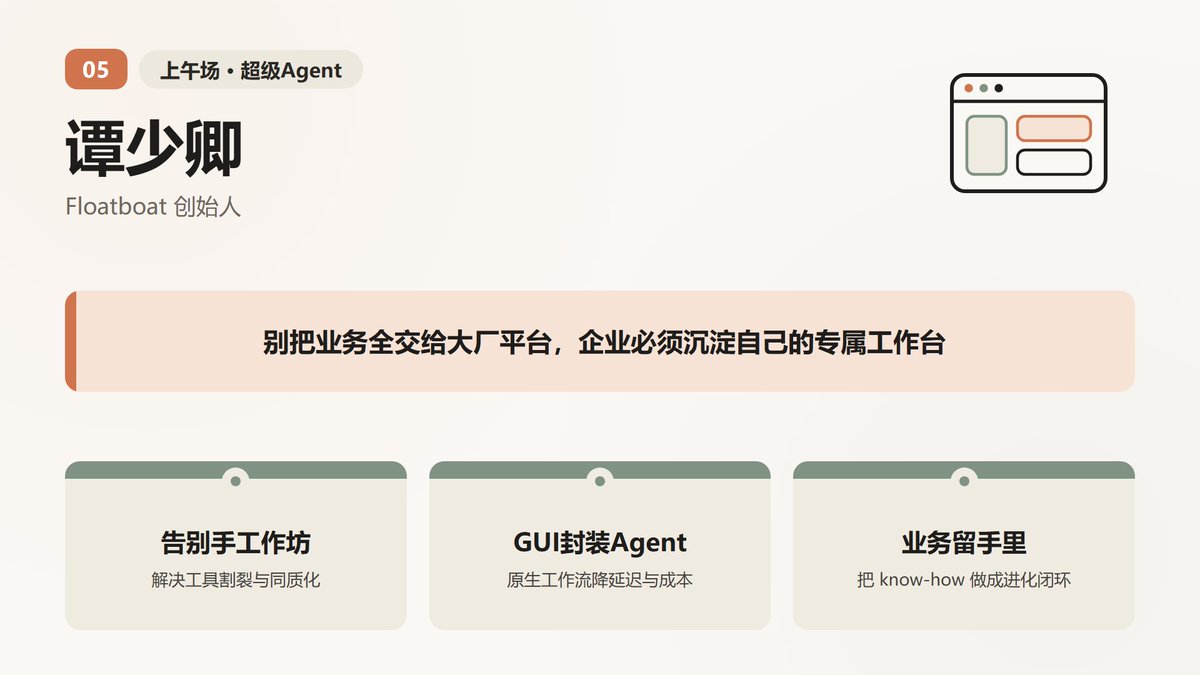 05
上午场·超级Agent
谭少卿
Floatboat 创始人
别把业务全交给大厂平台，企业必须沉淀自己的专属工作台
告别手工作坊
解决工具割裂与同质化
GUI封装Agent
原生工作流降延迟与成本
业务留手里
把 know-how 做成进化闭环